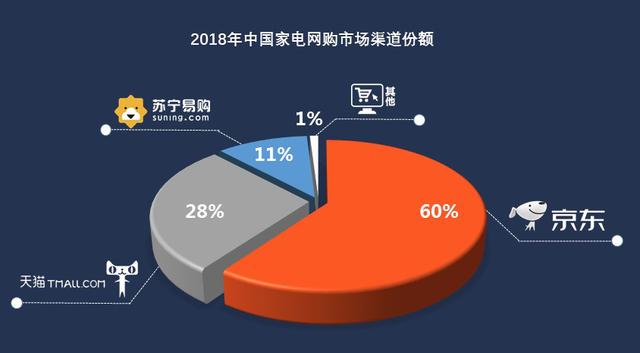 2018年中国家电网购市场渠道份额
苏宁易购
suning.com
其他
1%
11%
28%
60%
京东
天猫 TMALL.COM